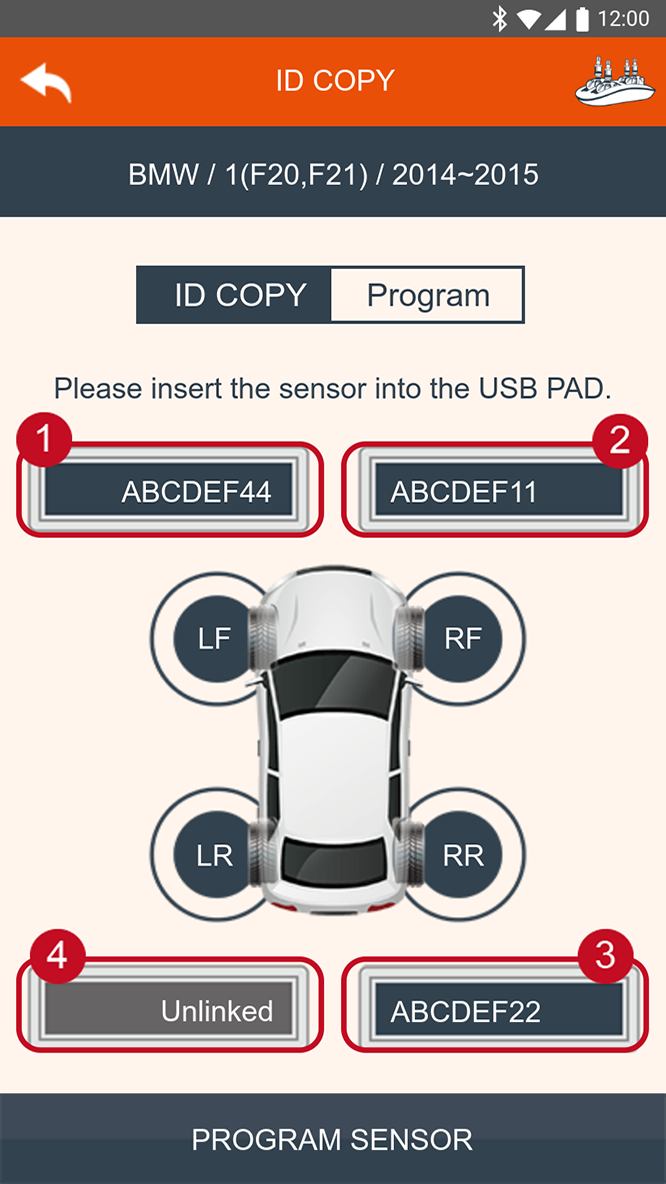 12:00
ID COPY
BMW / 1(F20,F21) / 2014~2015
ID COPY Program
Please insert the sensor into the USB PAD.
1 2
ABCDEF44 ABCDEF11
LF RF
LR RR
4 3
Unlinked ABCDEF22
PROGRAM SENSOR